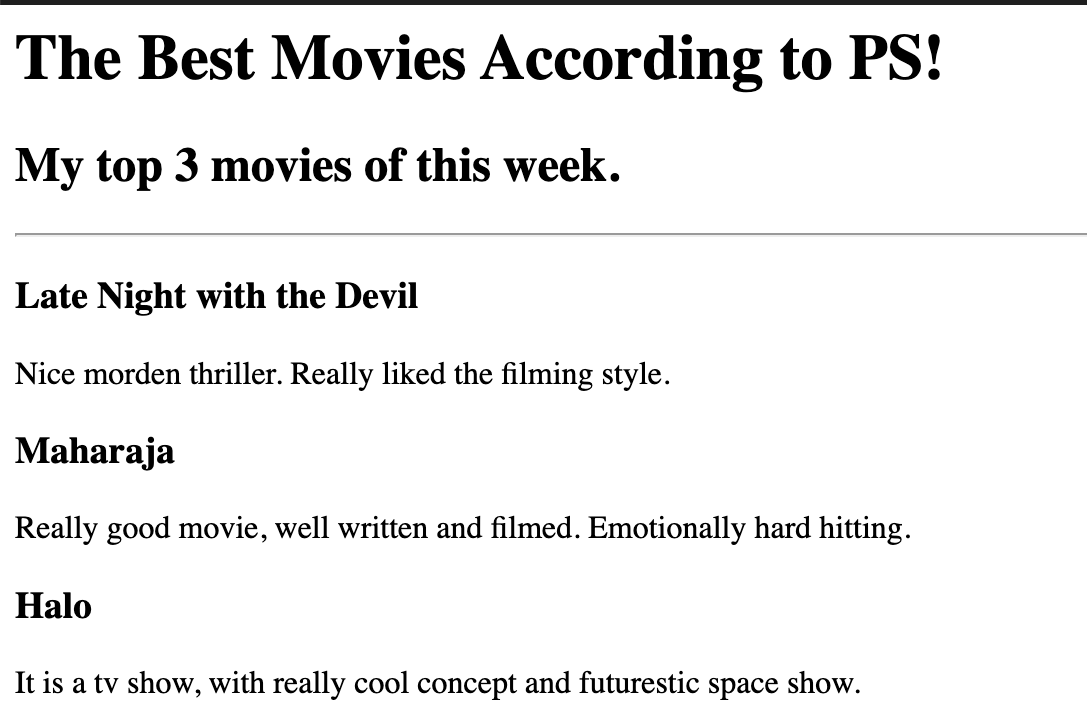 The Best Movies According to PS!
My top 3 movies of this week.
Late Night with the Devil
Nice morden thriller. Really liked the filming style.
Maharaja
Really good movie, well written and filmed. Emotionally hard hitting.
Halo
It is a tv show, with really cool concept and futurestic space show.